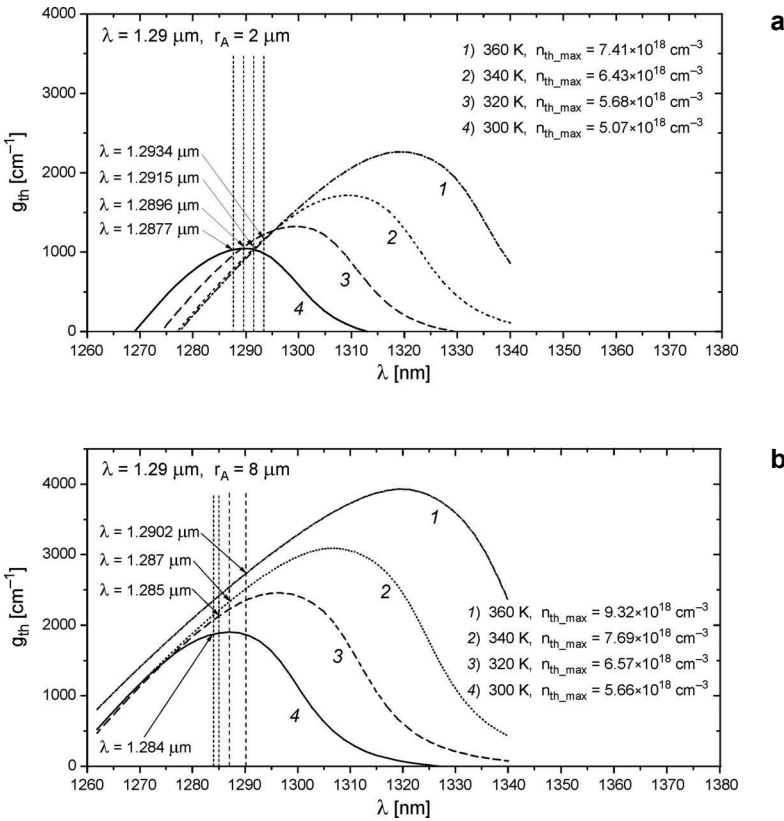 a
λ = 1.29 μm, r_A = 2 μm
1) 360 K, n_th_max = 7.41×10^18 cm^−3
2) 340 K, n_th_max = 6.43×10^18 cm^−3
3) 320 K, n_th_max = 5.68×10^18 cm^−3
4) 300 K, n_th_max = 5.07×10^18 cm^−3
4000
3000
2000
1000
0
g_th [cm^−1]
λ = 1.2934 μm
λ = 1.2915 μm
λ = 1.2896 μm
λ = 1.2877 μm
1
2
3
4
1260 1270 1280 1290 1300 1310 1320 1330 1340 1350 1360 1370 1380
λ [nm]
b
λ = 1.29 μm, r_A = 8 μm
4000
3000
2000
1000
0
g_th [cm^−1]
λ = 1.2902 μm
λ = 1.287 μm
λ = 1.285 μm
λ = 1.284 μm
1
2
3
4
1) 360 K, n_th_max = 9.32×10^18 cm^−3
2) 340 K, n_th_max = 7.69×10^18 cm^−3
3) 320 K, n_th_max = 6.57×10^18 cm^−3
4) 300 K, n_th_max = 5.66×10^18 cm^−3
1260 1270 1280 1290 1300 1310 1320 1330 1340 1350 1360 1370 1380
λ [nm]